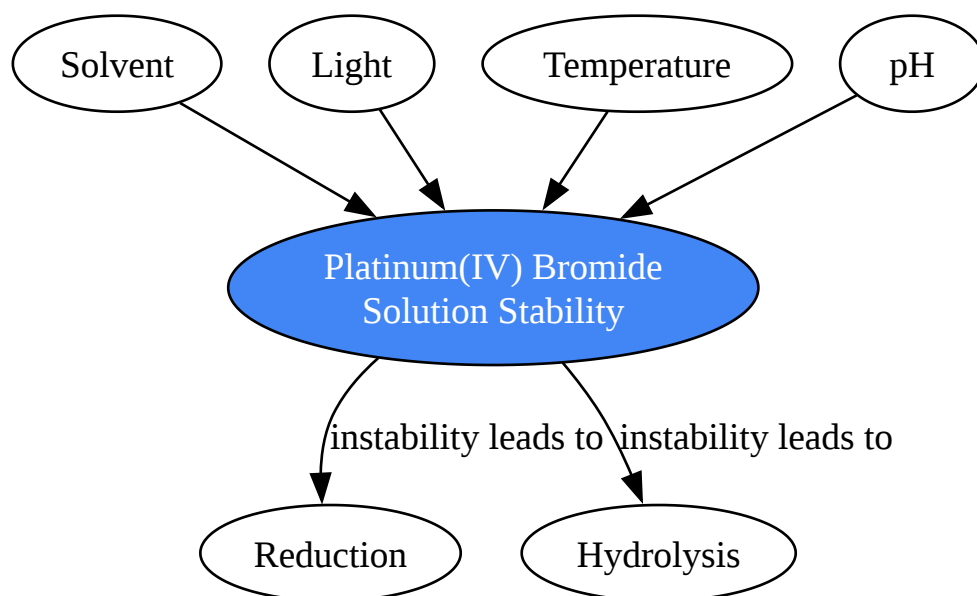 Solvent
Light
Temperature
pH
Platinum(IV) Bromide
Solution Stability
instability leads to
instability leads to
Reduction
Hydrolysis